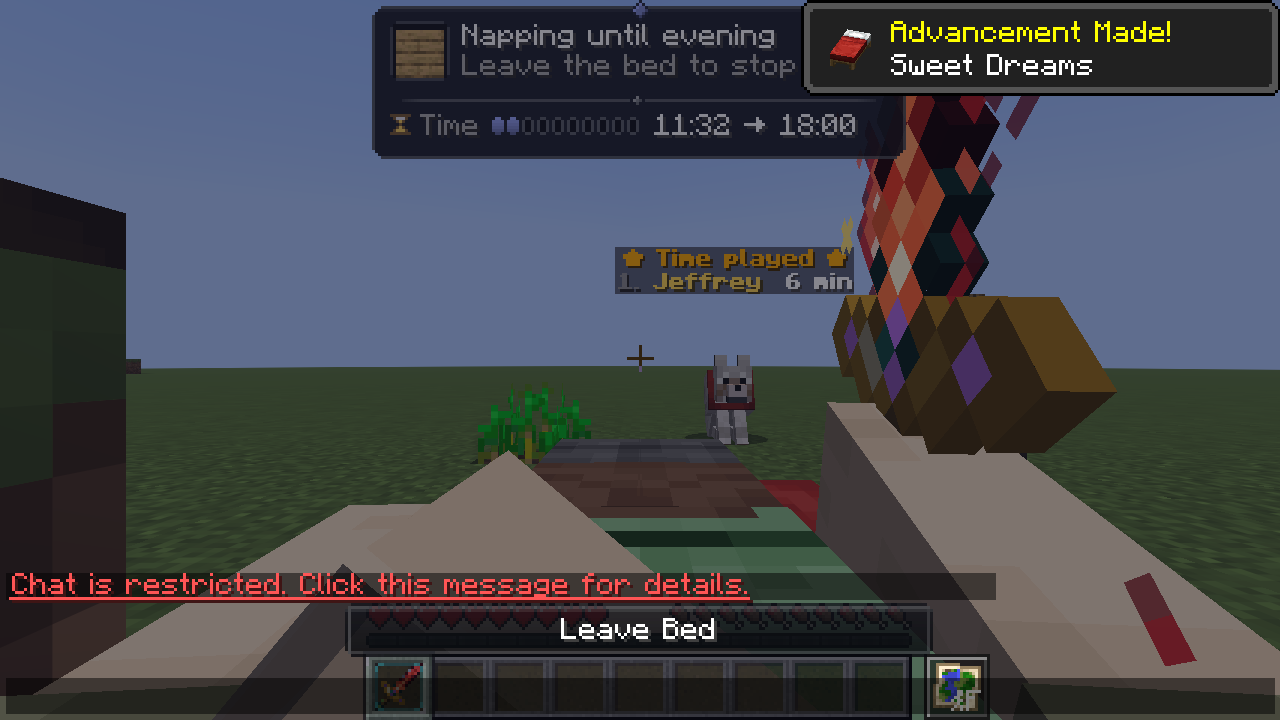 Napping until evening
Leave the bed to stop
Time 11:32 → 18:00
Advancement Made!
Sweet Dreams
Time played
1. Jeffrey 6 min
Chat is restricted. Click this message for details.
Leave Bed